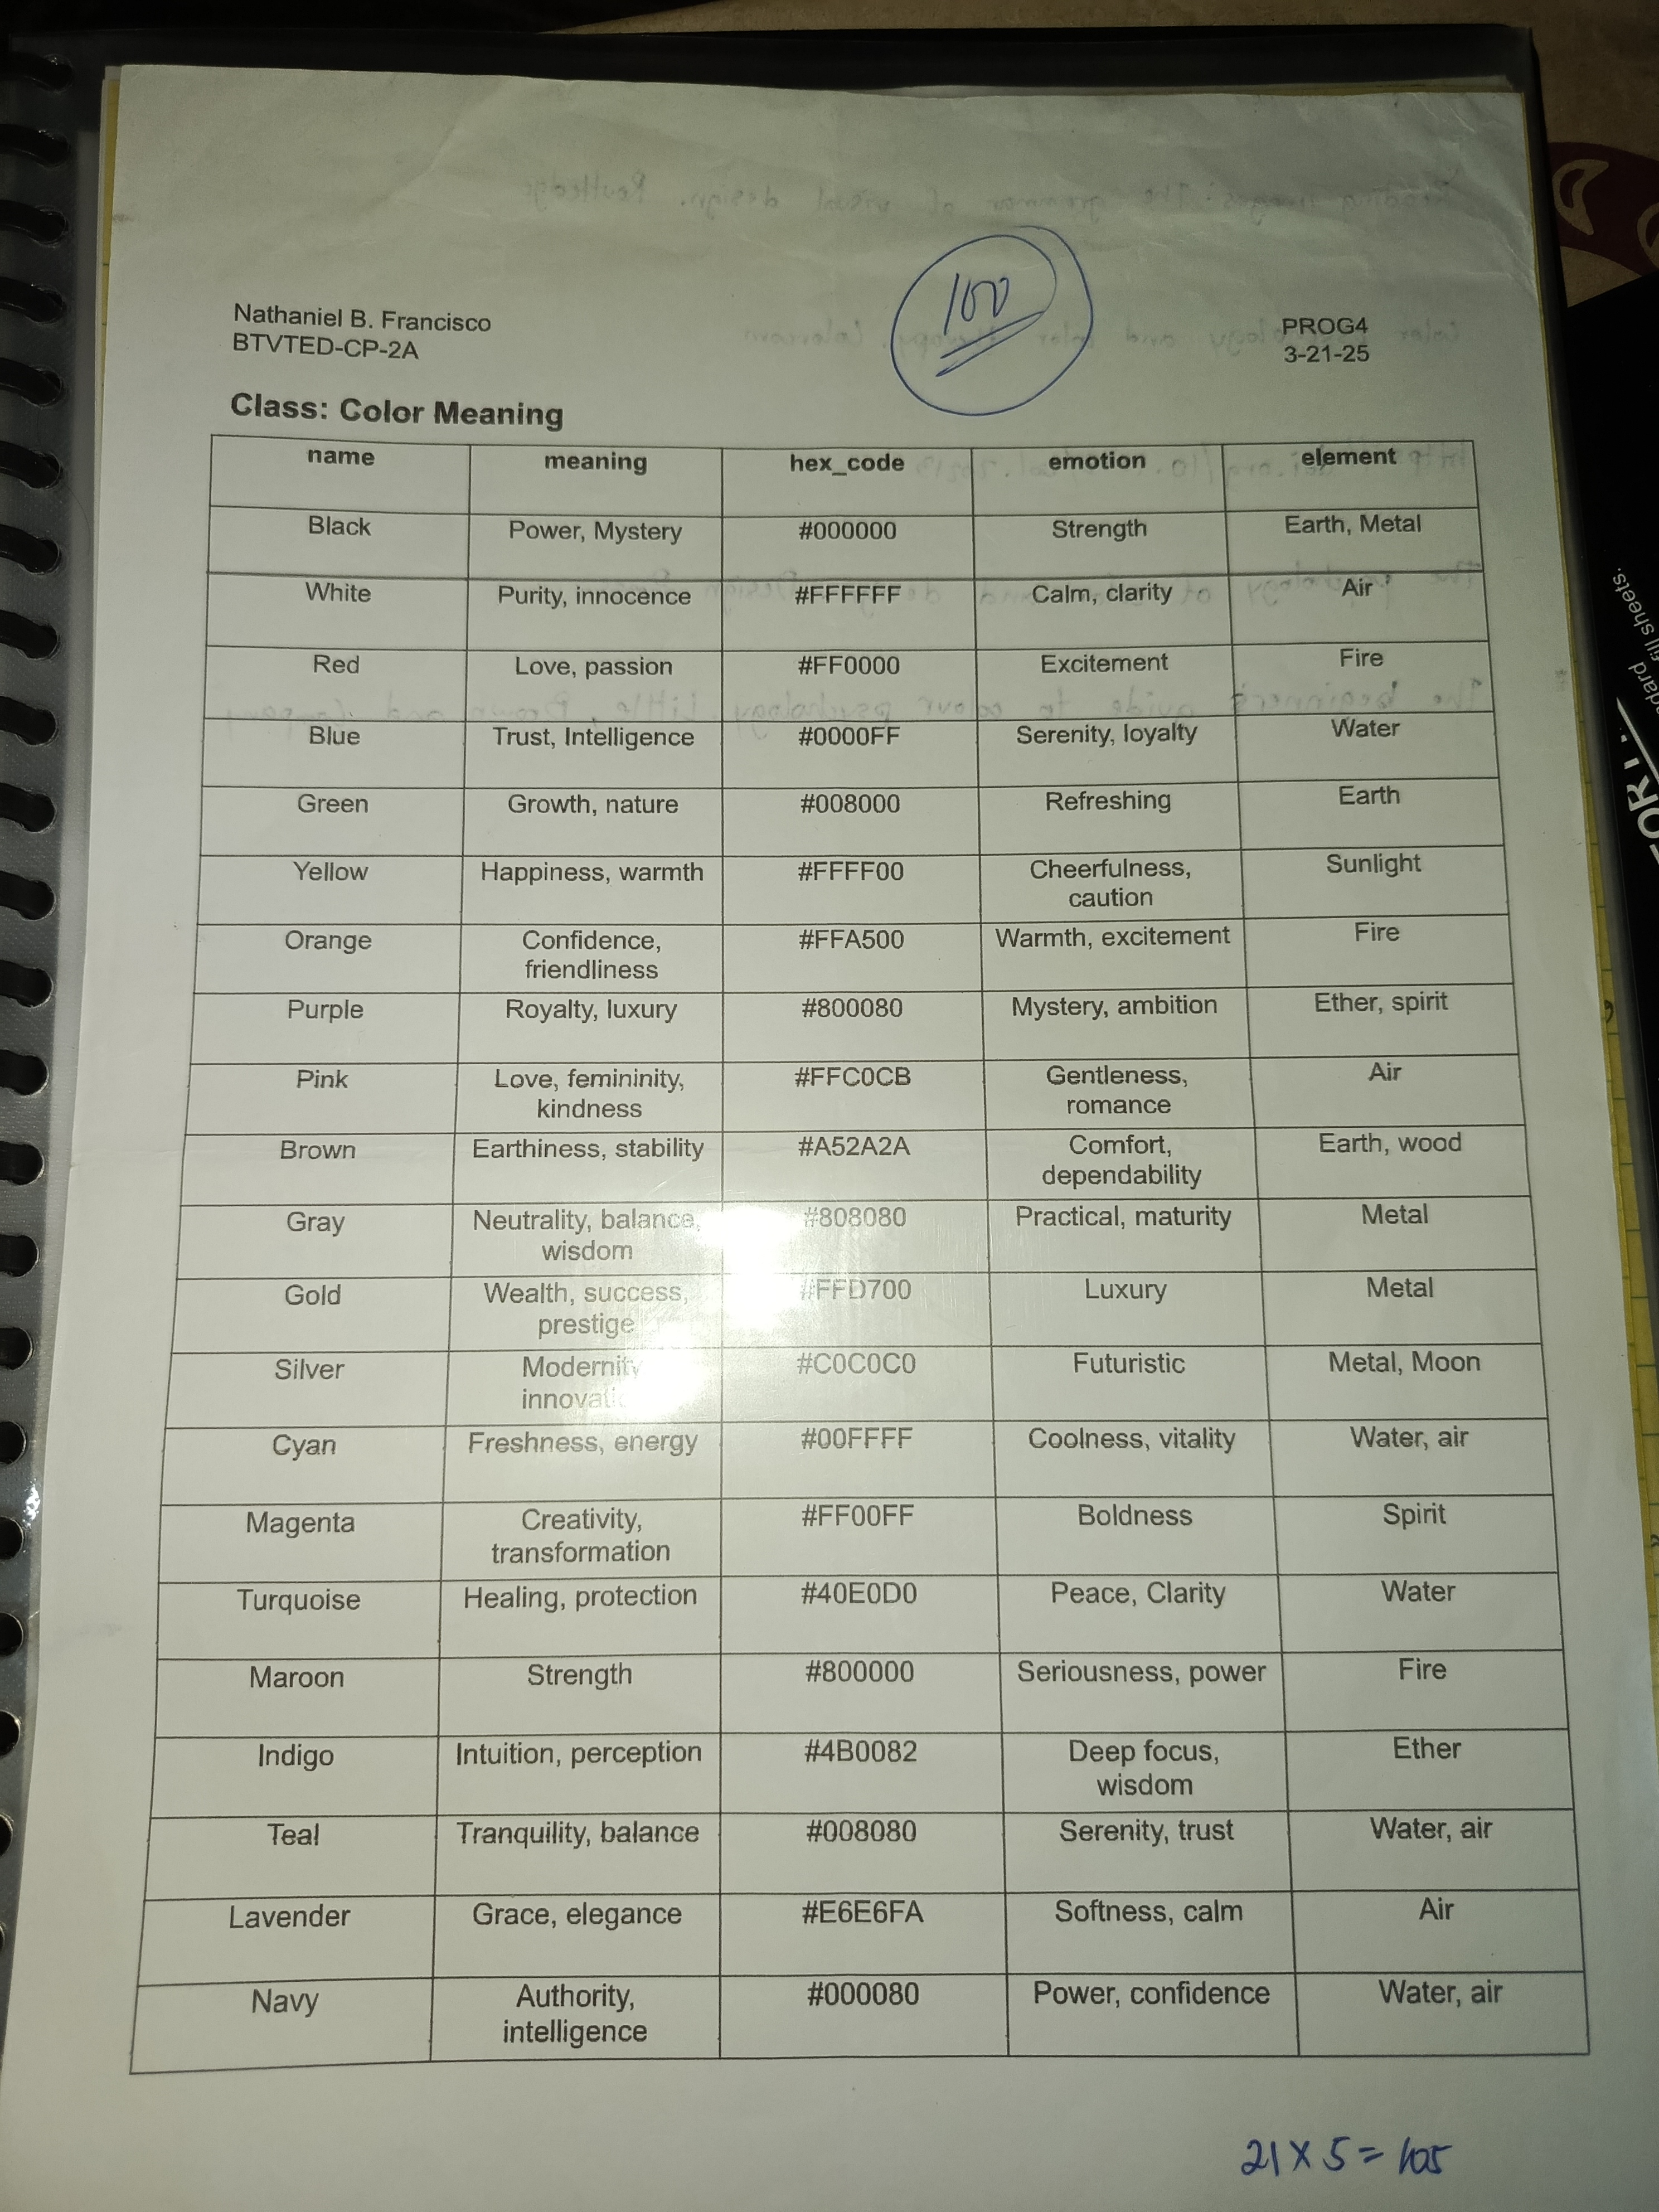 Nathaniel B. Francisco
BTVTED-CP-2A
100
PROG4
3-21-25
Class: Color Meaning
name meaning hex_code emotion element
Black Power, Mystery #000000 Strength Earth, Metal
White Purity, innocence #FFFFFF Calm, clarity Air
Red Love, passion #FF0000 Excitement Fire
Blue Trust, Intelligence #0000FF Serenity, loyalty Water
Green Growth, nature #008000 Refreshing Earth
Yellow Happiness, warmth #FFFF00 Cheerfulness, caution Sunlight
Orange Confidence, friendliness #FFA500 Warmth, excitement Fire
Purple Royalty, luxury #800080 Mystery, ambition Ether, spirit
Pink Love, femininity, kindness #FFC0CB Gentleness, romance Air
Brown Earthiness, stability #A52A2A Comfort, dependability Earth, wood
Gray Neutrality, balance, wisdom #808080 Practical, maturity Metal
Gold Wealth, success, prestige #FFD700 Luxury Metal
Silver #C0C0C0 Futuristic Metal, Moon
Cyan Freshness, energy #00FFFF Coolness, vitality Water, air
Magenta Creativity, transformation #FF00FF Boldness Spirit
Turquoise Healing, protection #40E0D0 Peace, Clarity Water
Maroon Strength #800000 Seriousness, power Fire
Indigo Intuition, perception #4B0082 Deep focus, wisdom Ether
Teal Tranquility, balance #008080 Serenity, trust Water, air
Lavender Grace, elegance #E6E6FA Softness, calm Air
Navy Authority, intelligence #000080 Power, confidence Water, air
21 x 5 = 105
sheets.